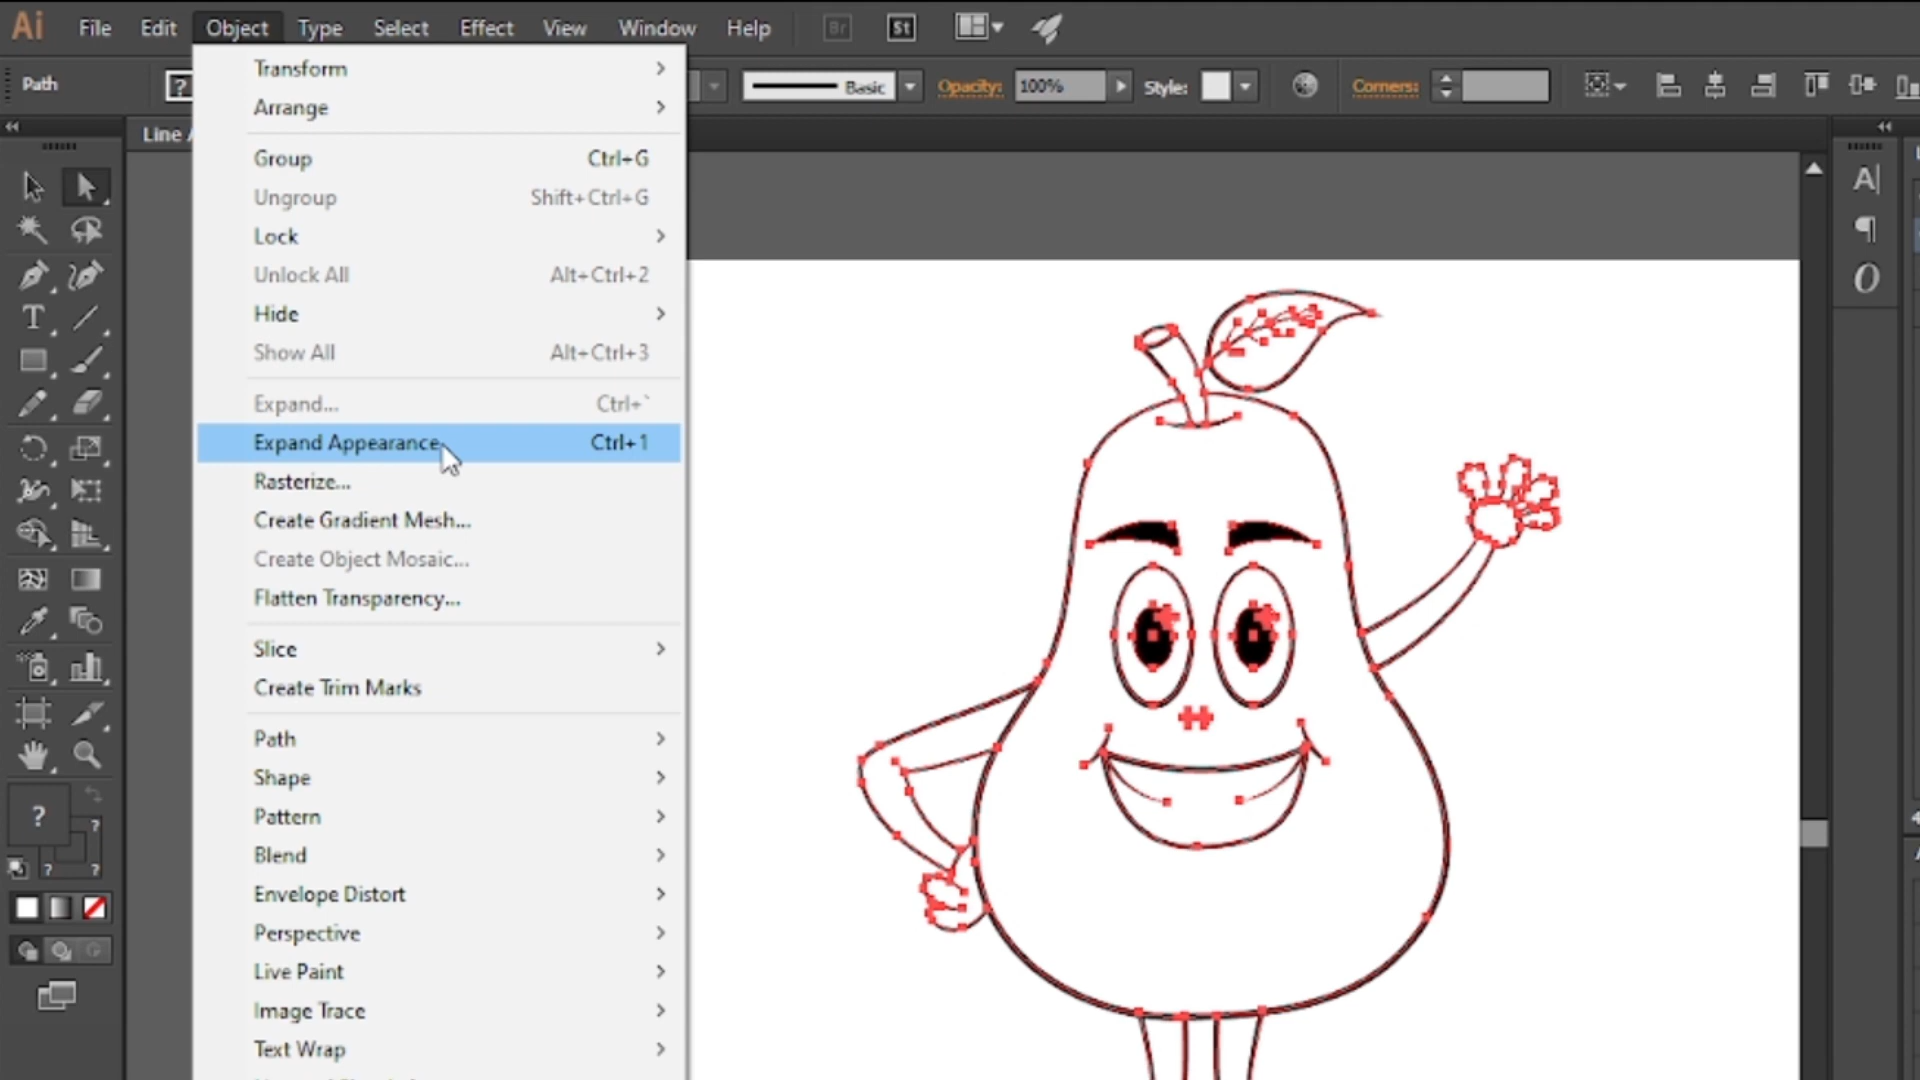 Ai File Edit Object Type Select Effect View Window Help Br St
Path ? Basic Opacity: 100% Style: Corners:
Line
Transform
Arrange
Group Ctrl+G
Ungroup Shift+Ctrl+G
Lock
Unlock All Alt+Ctrl+2
Hide
Show All Alt+Ctrl+3
Expand... Ctrl+`
Expand Appearance Ctrl+1
Rasterize...
Create Gradient Mesh...
Create Object Mosaic...
Flatten Transparency...
Slice
Create Trim Marks
Path
Shape
Pattern
Blend
Envelope Distort
Perspective
Live Paint
Image Trace
Text Wrap